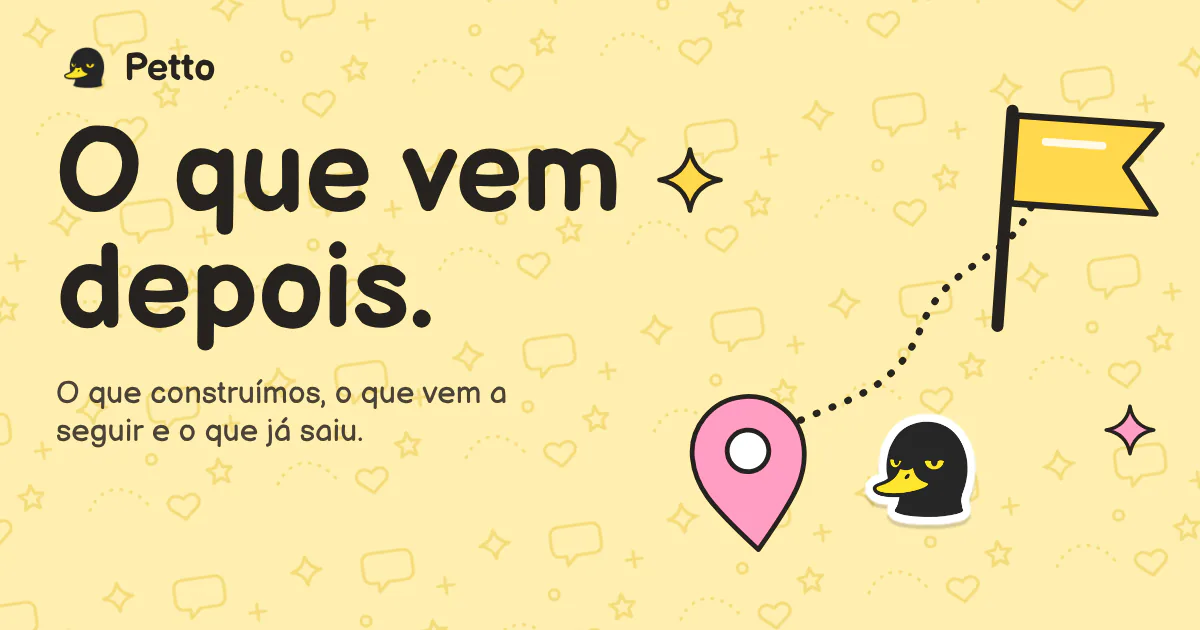 Petto
O que vem
depois.
O que construímos, o que vem a
seguir e o que já saiu.